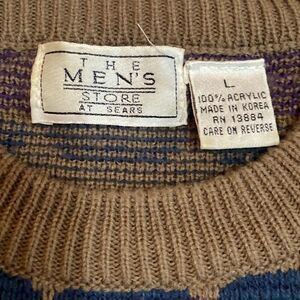 THE
MEN'S
STORE
AT SEARS
L
100% ACRYLIC
MADE IN KOREA
RN 13884
CARE ON REVERSE